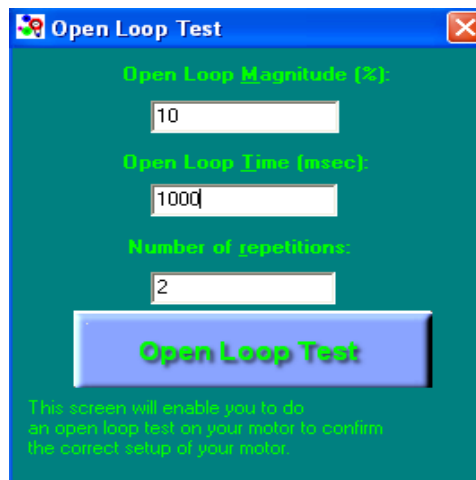 Open Loop Test
Open Loop Magnitude (%):
10
Open Loop Time (msec):
1000
Number of repetitions:
2
Open Loop Test
This screen will enable you to do
an open loop test on your motor to confirm
the correct setup of your motor.